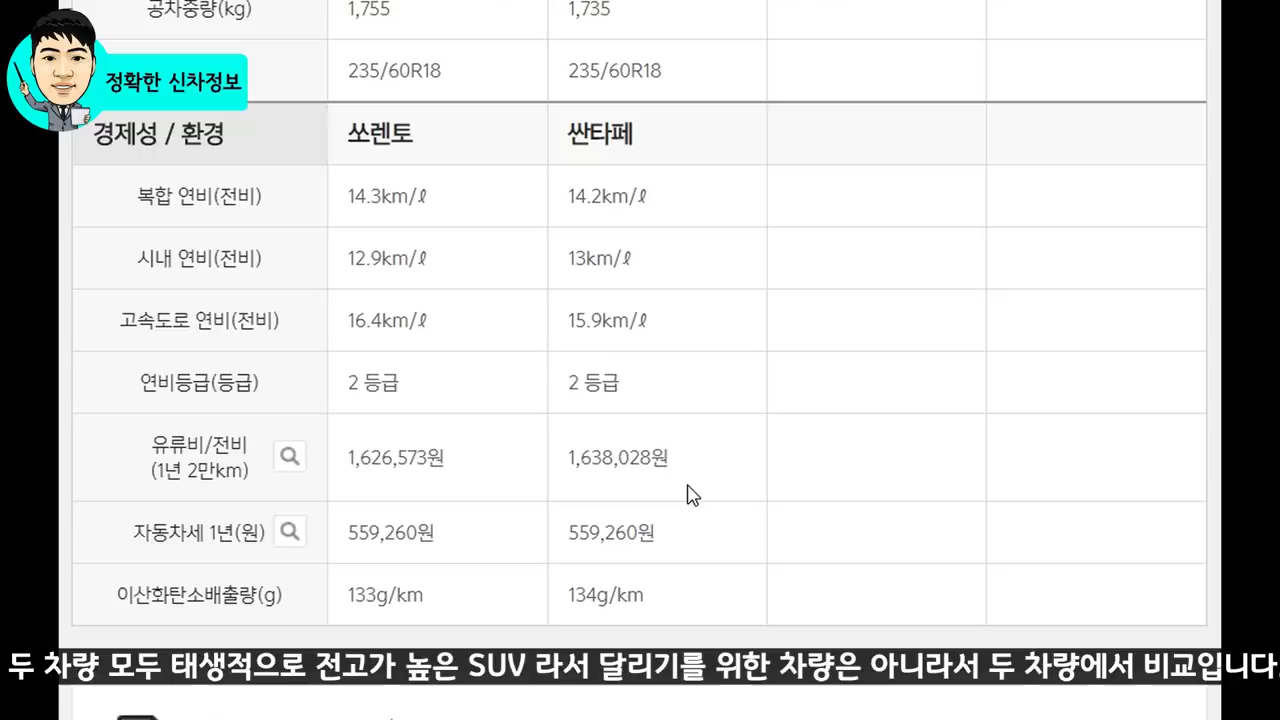 공차중량(kg) 1,755 1,735
정확한 신차정보
235/60R18 235/60R18
경제성 / 환경 쏘렌토 싼타페
복합 연비(전비) 14.3km/ℓ 14.2km/ℓ
시내 연비(전비) 12.9km/ℓ 13km/ℓ
고속도로 연비(전비) 16.4km/ℓ 15.9km/ℓ
연비등급(등급) 2 등급 2 등급
유류비/전비
(1년 2만km) 1,626,573원 1,638,028원
자동차세 1년(원) 559,260원 559,260원
이산화탄소배출량(g) 133g/km 134g/km
두 차량 모두 태생적으로 전고가 높은 SUV 라서 달리기를 위한 차량은 아니라서 두 차량에서 비교입니다.